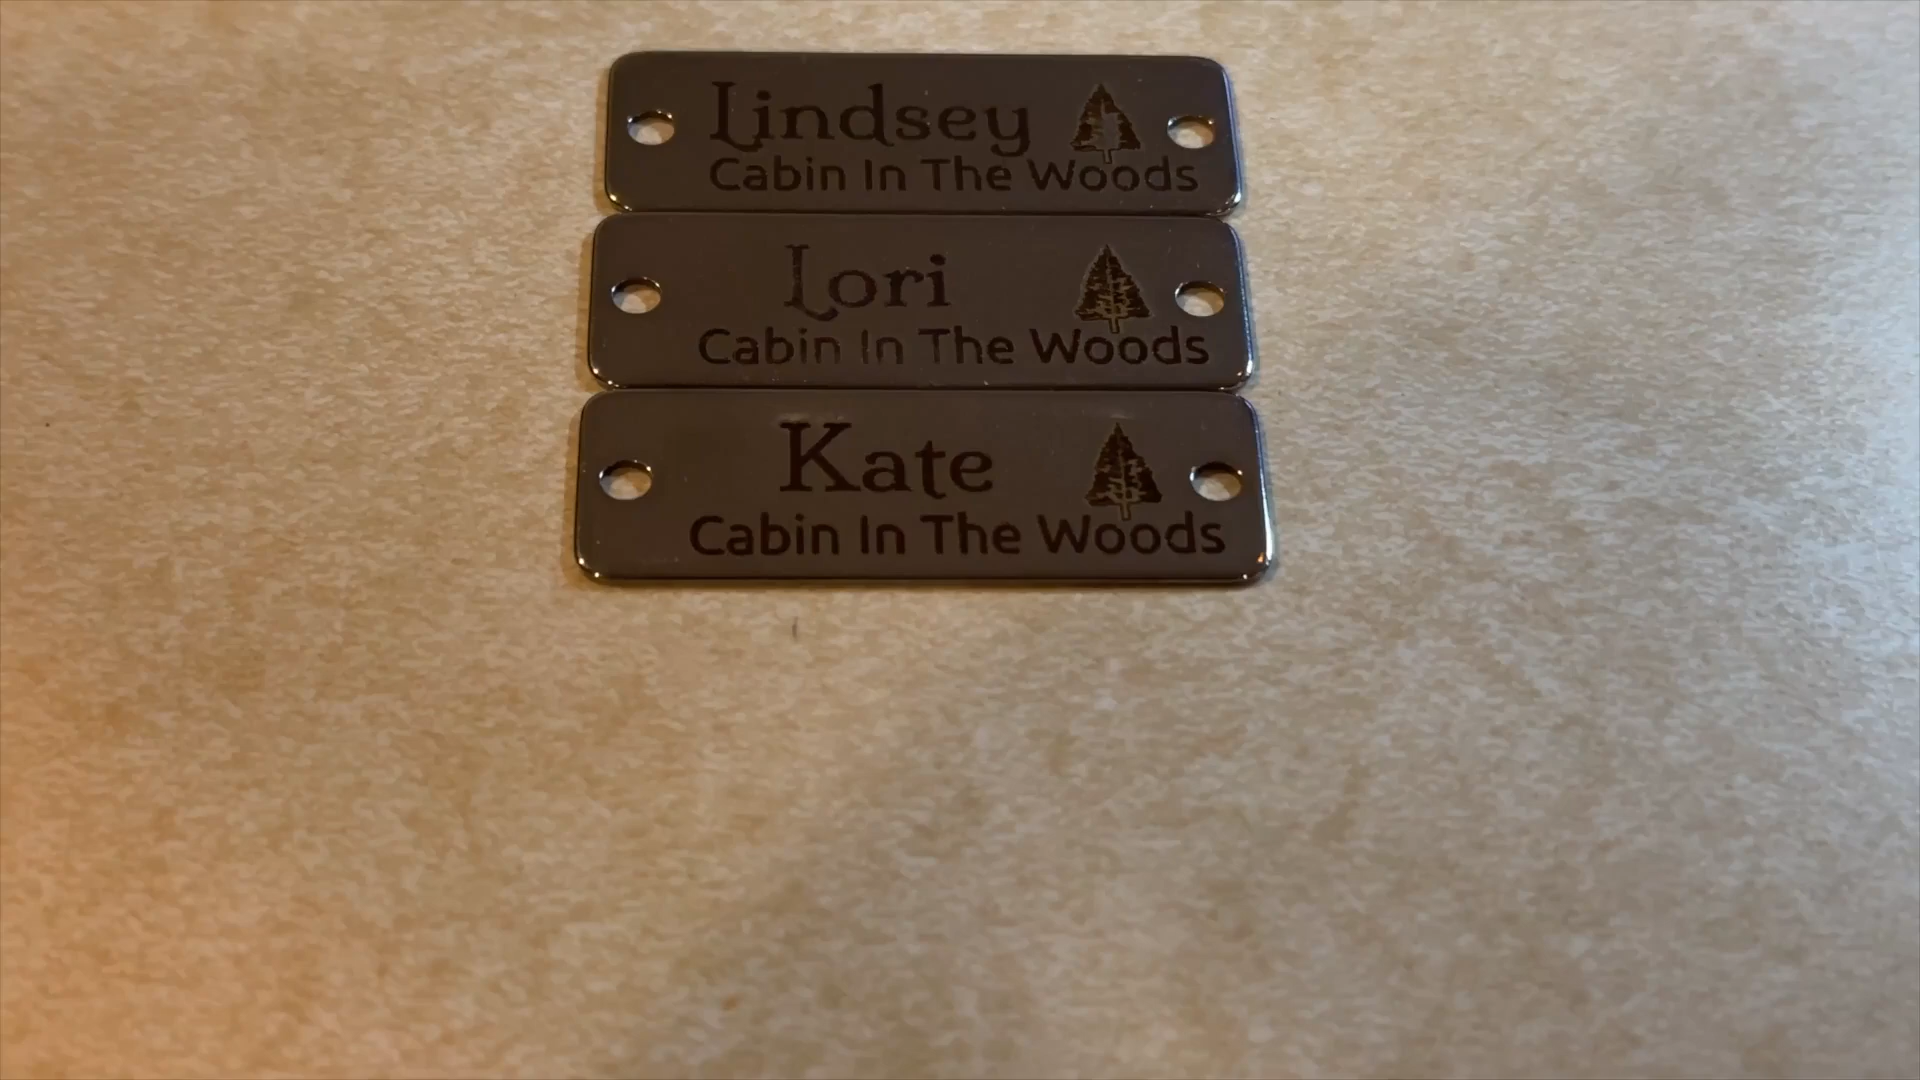 Lindsey
Cabin In The Woods
Lori
Cabin In The Woods
Kate
Cabin In The Woods